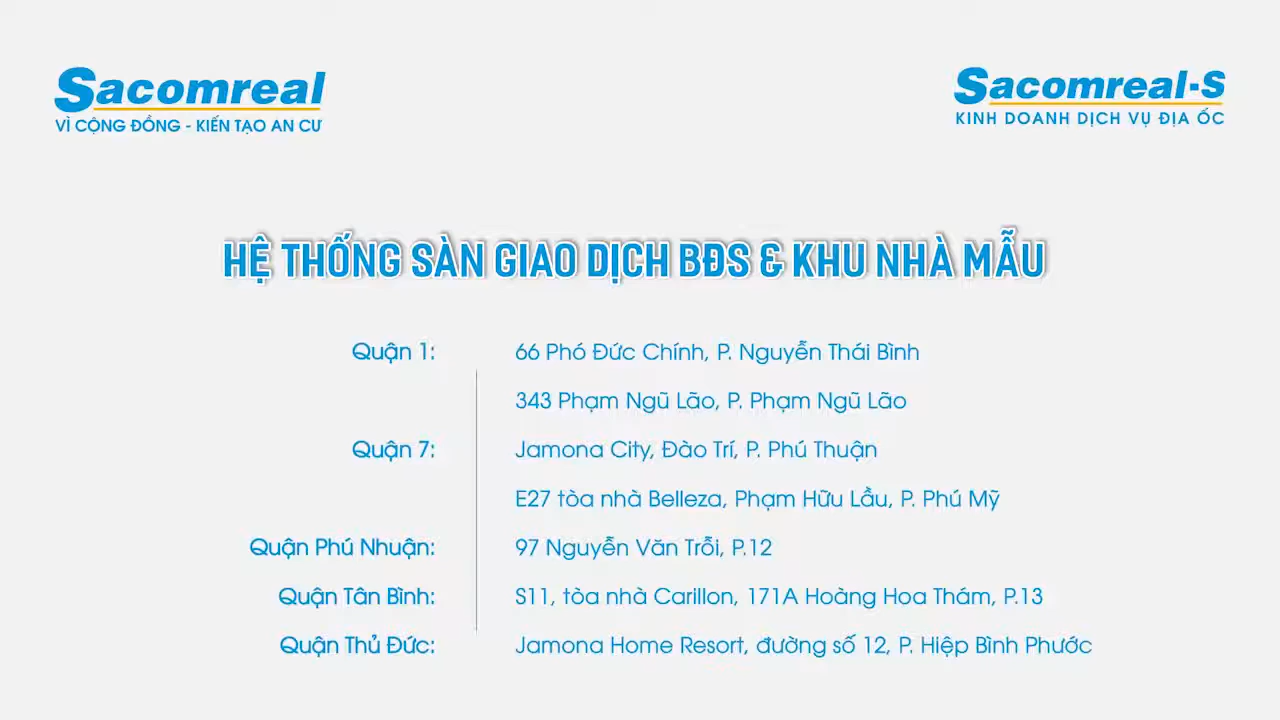 Sacomreal
VÌ CỘNG ĐỒNG - KIẾN TẠO AN CƯ
Sacomreal-S
KINH DOANH DỊCH VỤ ĐỊA ỐC
HỆ THỐNG SÀN GIAO DỊCH BĐS & KHU NHÀ MẪU
Quận 1: 66 Phó Đức Chính, P. Nguyễn Thái Bình
343 Phạm Ngũ Lão, P. Phạm Ngũ Lão
Quận 7: Jamona City, Đào Trí, P. Phú Thuận
E27 tòa nhà Belleza, Phạm Hữu Lầu, P. Phú Mỹ
Quận Phú Nhuận: 97 Nguyễn Văn Trỗi, P.12
Quận Tân Bình: S11, tòa nhà Carillon, 171A Hoàng Hoa Thám, P.13
Quận Thủ Đức: Jamona Home Resort, đường số 12, P. Hiệp Bình Phước